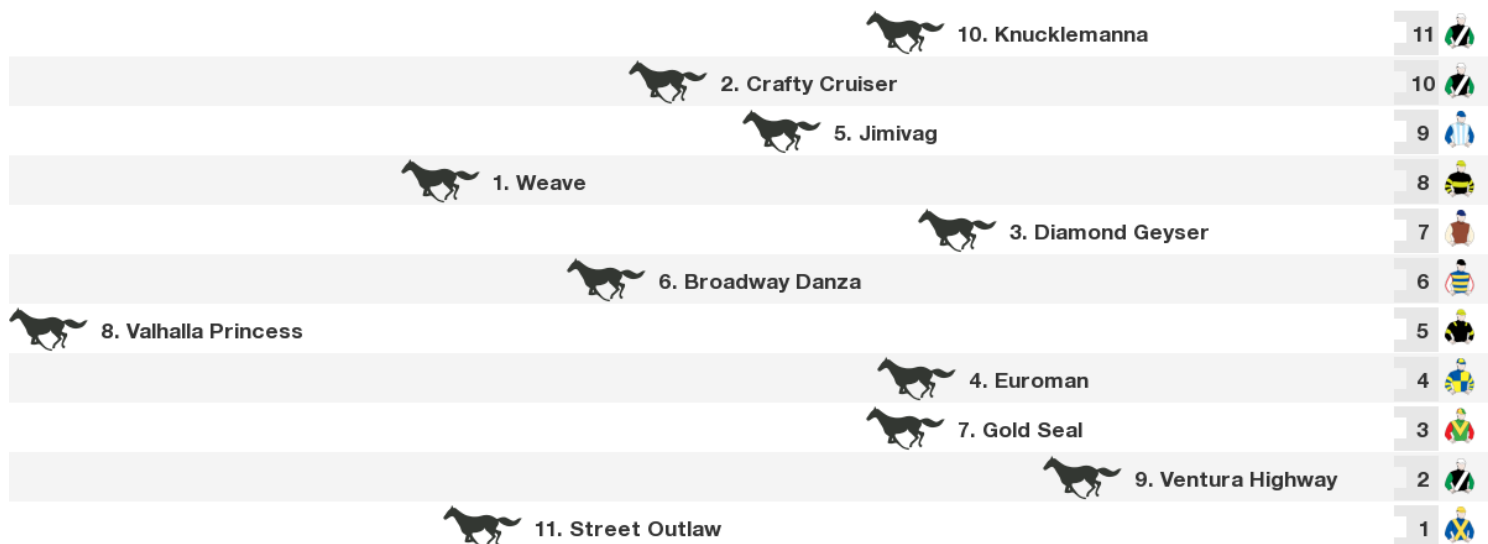 10. Knucklemanna 11
2. Crafty Cruiser 10
5. Jimivag 9
1. Weave 8
3. Diamond Geyser 7
6. Broadway Danza 6
8. Valhalla Princess 5
4. Euroman 4
7. Gold Seal 3
9. Ventura Highway 2
11. Street Outlaw 1